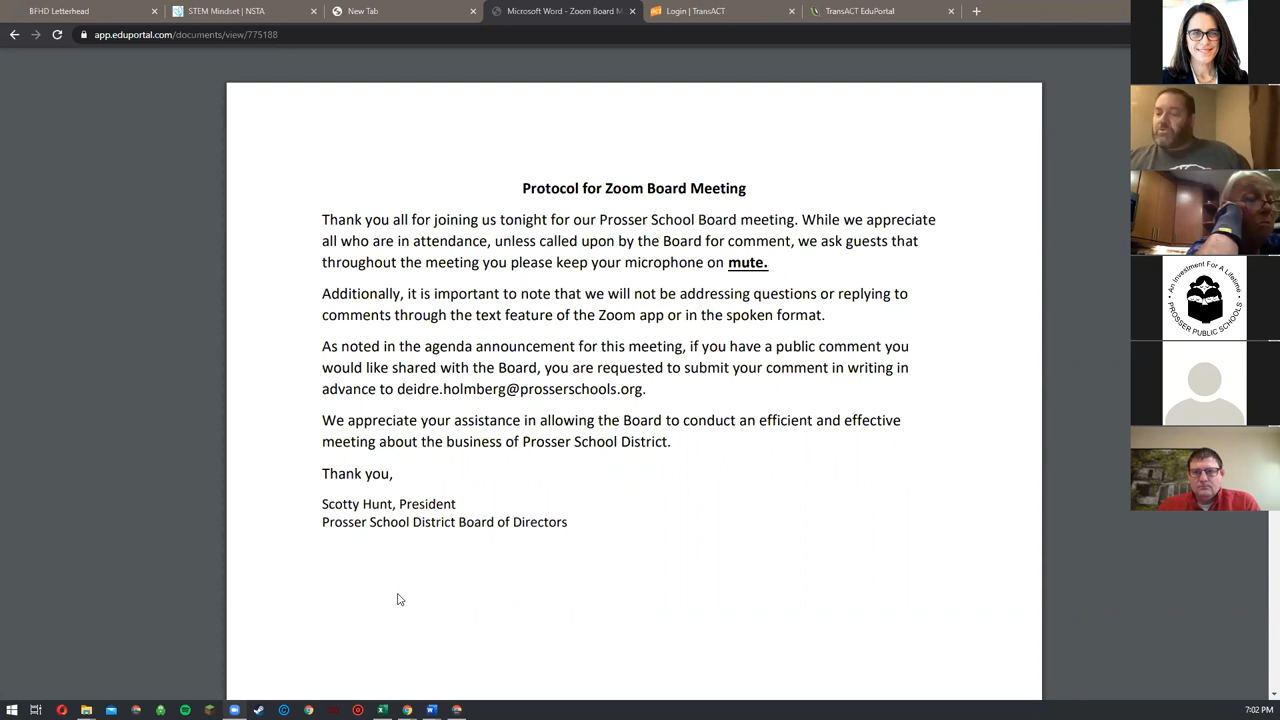 BFHD Letterhead
STEM Mindset | NSTA
New Tab
Microsoft Word - Zoom Board M
Login | TransACT
TransACT EduPortal
app.eduportal.com/documents/view/775188
Protocol for Zoom Board Meeting
Thank you all for joining us tonight for our Prosser School Board meeting. While we appreciate
all who are in attendance, unless called upon by the Board for comment, we ask guests that
throughout the meeting you please keep your microphone on mute.
Additionally, it is important to note that we will not be addressing questions or replying to
comments through the text feature of the Zoom app or in the spoken format.
As noted in the agenda announcement for this meeting, if you have a public comment you
would like shared with the Board, you are requested to submit your comment in writing in
advance to deidre.holmberg@prosserschools.org.
We appreciate your assistance in allowing the Board to conduct an efficient and effective
meeting about the business of Prosser School District.
Thank you,
Scotty Hunt, President
Prosser School District Board of Directors
An Investment For A Lifetime
PROSSER PUBLIC SCHOOLS
7:02 PM